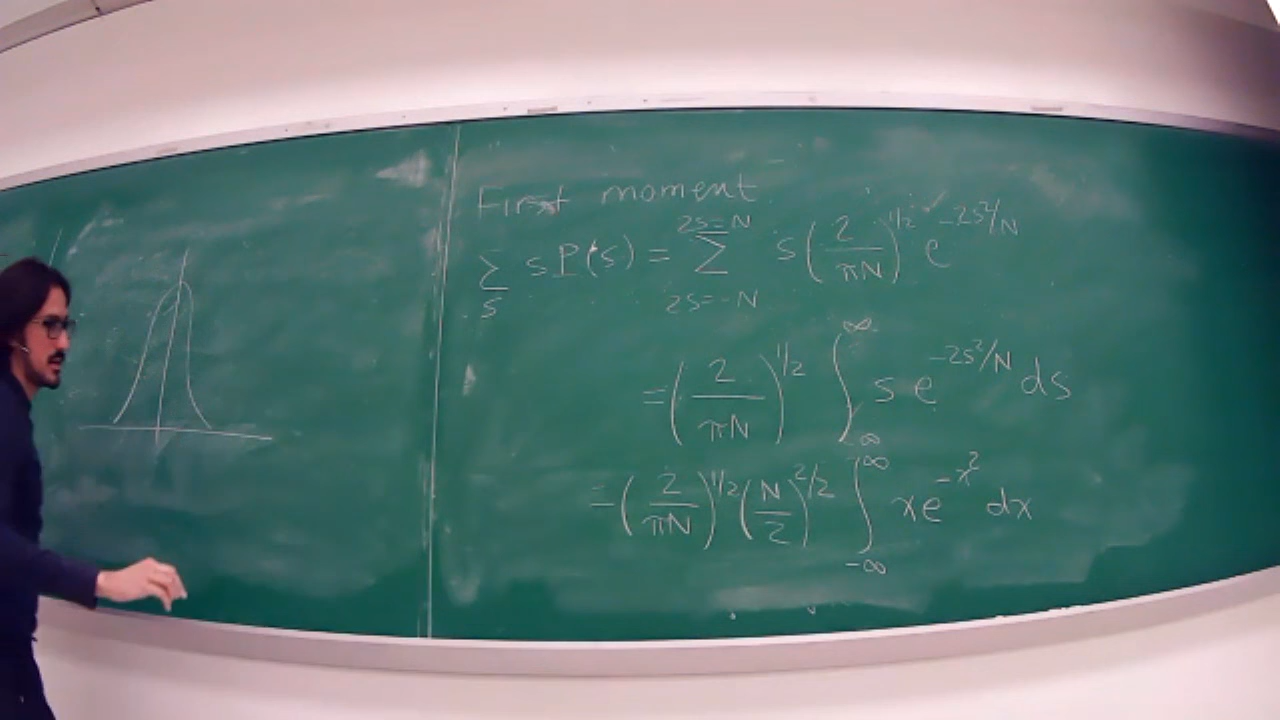 First moment
∑_s s P(s) = ∑_{2s=-N}^{2s=N} s (2/πN)^{1/2} e^{-2s²/N}
= (2/πN)^{1/2} ∫_{-∞}^{∞} s e^{-2s²/N} ds
= (2/πN)^{1/2} (N/2)^{2/2} ∫_{-∞}^{∞} x e^{-x²} dx